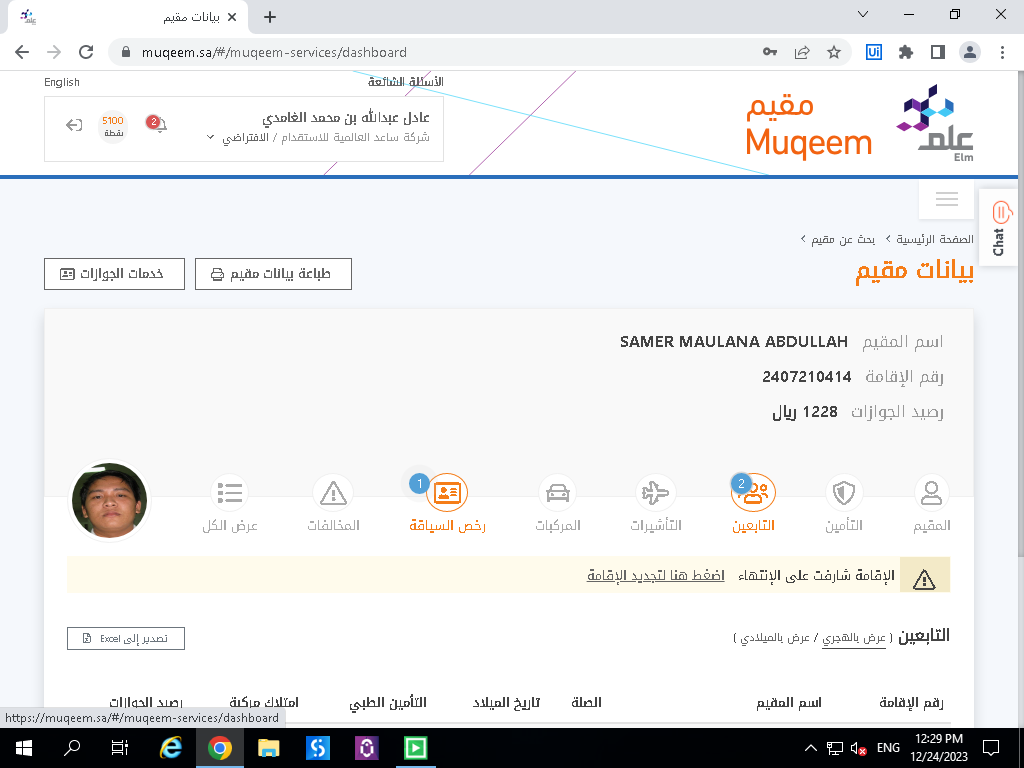 بيانات مقيم
muqeem.sa/#/muqeem-services/dashboard
Ui
English
الأسئلة الشائعة
5100
نقطة
2
عادل عبدالله بن محمد الغامدي
شركة ساعد العالمية للاستقدام / الافتراضي
مقيم
Muqeem
علم
Elm
Chat
الصفحة الرئيسية > بحث عن مقيم >
بيانات مقيم
طباعة بيانات مقيم
خدمات الجوازات
اسم المقيم SAMER MAULANA ABDULLAH
رقم الإقامة 2407210414
رصيد الجوازات 1228 ريال
المقيم
التأمين
2
التابعين
التأشيرات
المركبات
1
رخص السياقة
المخالفات
عرض الكل
الإقامة شارفت على الإنتهاء اضغط هنا لتجديد الإقامة
التابعين ( عرض بالهجري / عرض بالميلادي )
تصدير إلى Excel
رقم الإقامة اسم المقيم الصلة تاريخ الميلاد التأمين الطبي امتلاك مركبة رصيد الجوازات
https://muqeem.sa/#/muqeem-services/dashboard
ENG
12:29 PM
12/24/2023